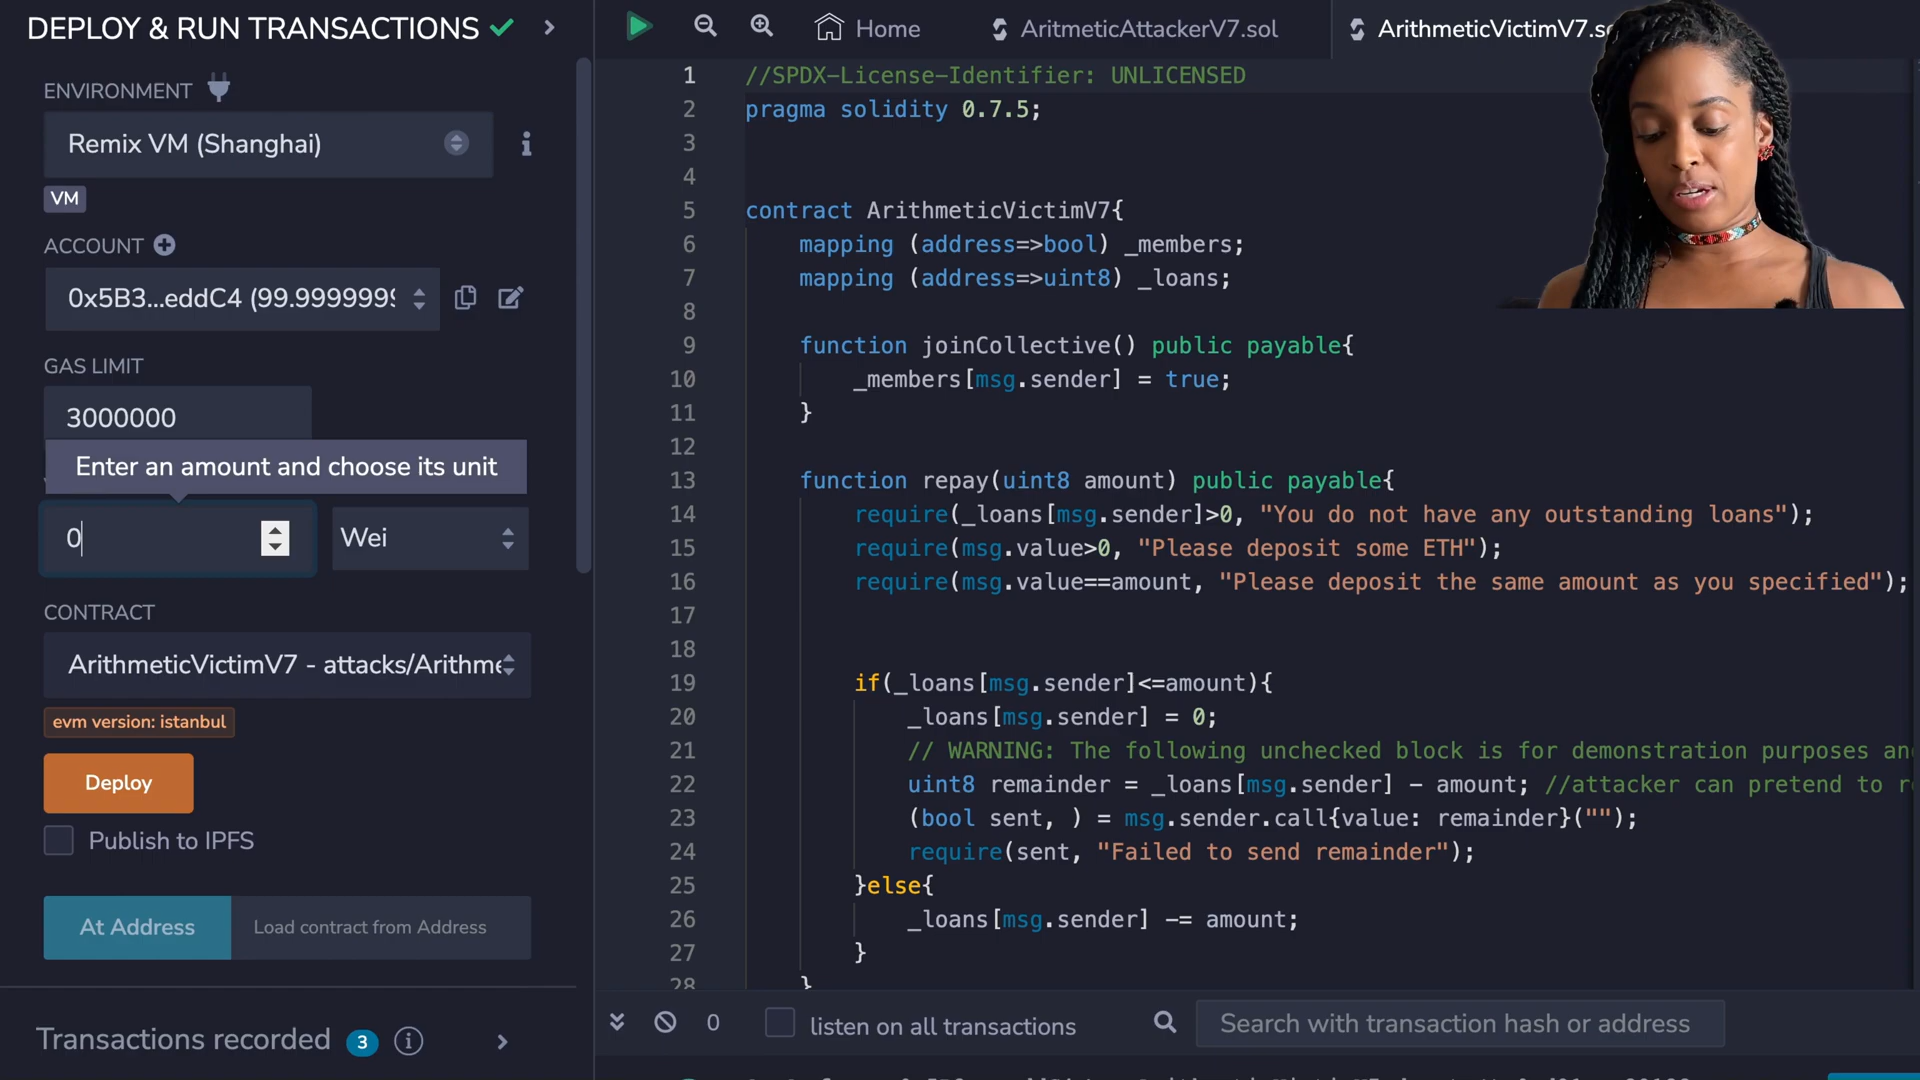 DEPLOY & RUN TRANSACTIONS
Home
AritmeticAttackerV7.sol
ArithmeticVictimV7.s
ENVIRONMENT
Remix VM (Shanghai)
VM
ACCOUNT
0x5B3...eddC4 (99.9999999
GAS LIMIT
3000000
Enter an amount and choose its unit
0
Wei
CONTRACT
ArithmeticVictimV7 - attacks/Arithme
evm version: istanbul
Deploy
Publish to IPFS
At Address
Load contract from Address
Transactions recorded 3
1 //SPDX-License-Identifier: UNLICENSED
2 pragma solidity 0.7.5;
3
4
5 contract ArithmeticVictimV7{
6 mapping (address=>bool) _members;
7 mapping (address=>uint8) _loans;
8
9 function joinCollective() public payable{
10 _members[msg.sender] = true;
11 }
12
13 function repay(uint8 amount) public payable{
14 require(_loans[msg.sender]>0, "You do not have any outstanding loans");
15 require(msg.value>0, "Please deposit some ETH");
16 require(msg.value==amount, "Please deposit the same amount as you specified");
17
18
19 if(_loans[msg.sender]<=amount){
20 _loans[msg.sender] = 0;
21 // WARNING: The following unchecked block is for demonstration purposes an
22 uint8 remainder = _loans[msg.sender] - amount; //attacker can pretend to r
23 (bool sent, ) = msg.sender.call{value: remainder}("");
24 require(sent, "Failed to send remainder");
25 }else{
26 _loans[msg.sender] -= amount;
27 }
28 }
0
listen on all transactions
Search with transaction hash or address